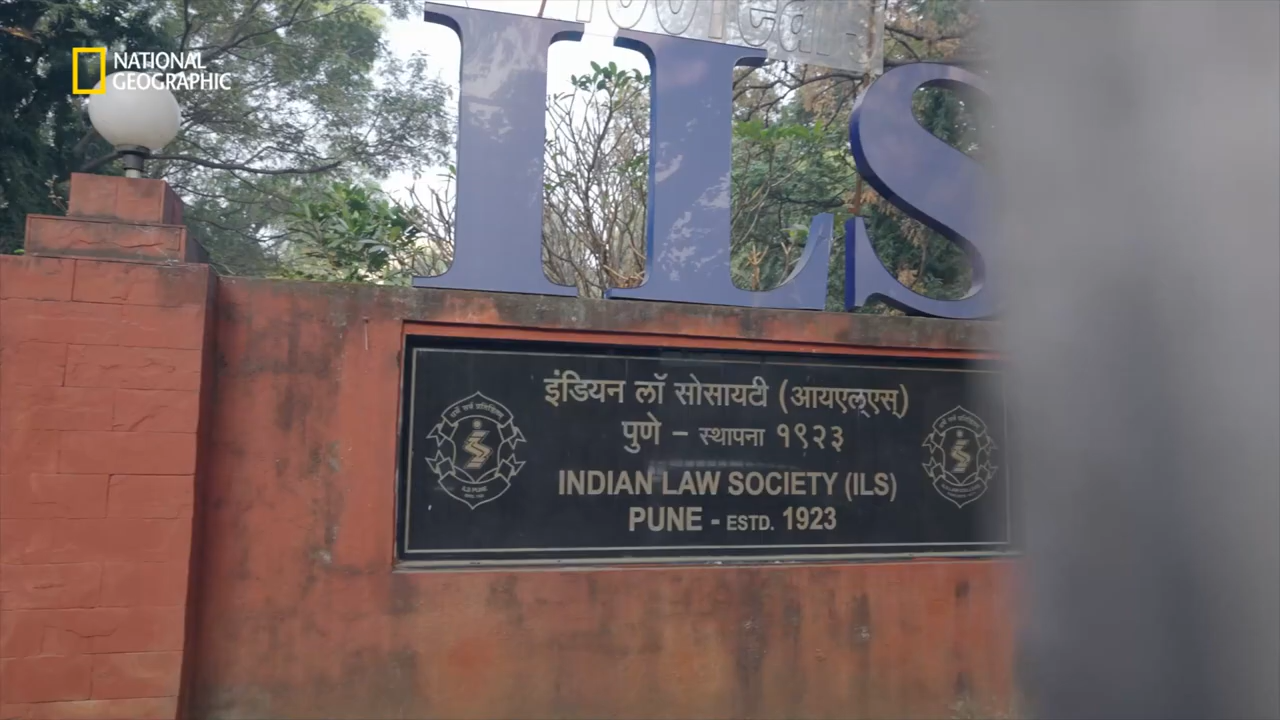 NATIONAL
GEOGRAPHIC
ILS
इंडियन लॉ सोसायटी (आयएल्एस्)
पुणे – स्थापना १९२३
INDIAN LAW SOCIETY (ILS)
PUNE - ESTD. 1923